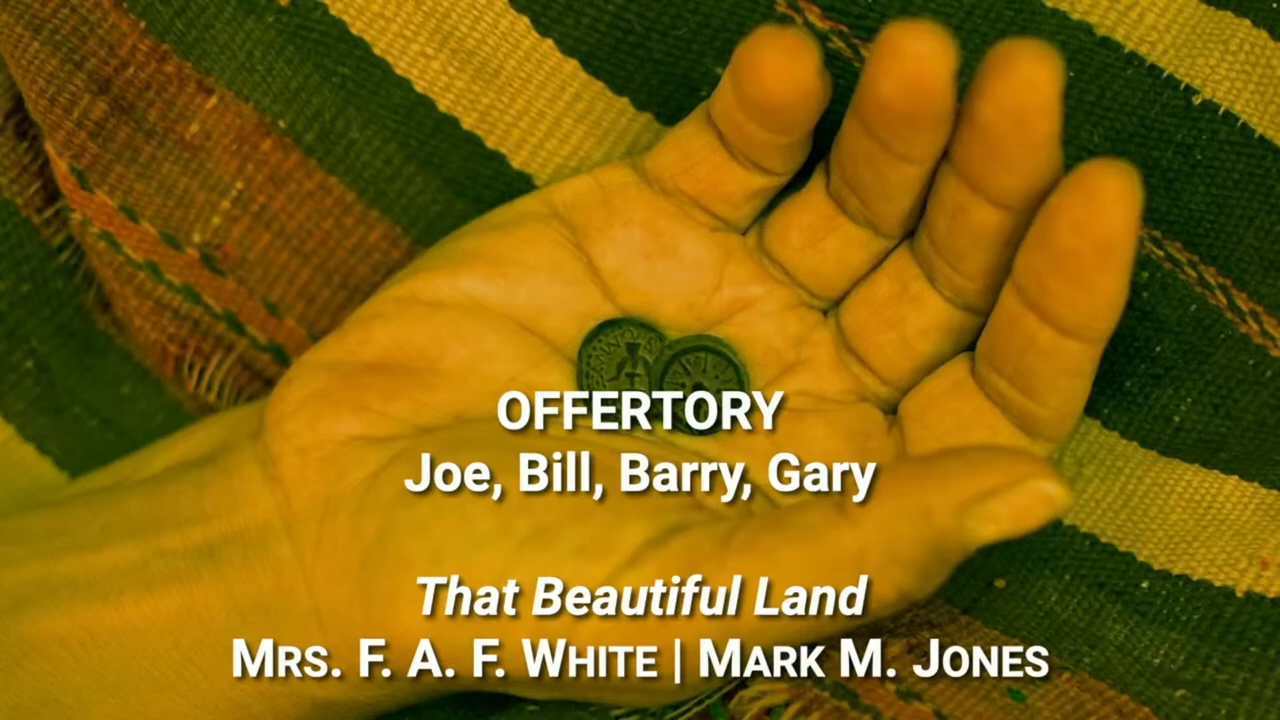 OFFERTORY
Joe, Bill, Barry, Gary
That Beautiful Land
MRS. F. A. F. WHITE | MARK M. JONES